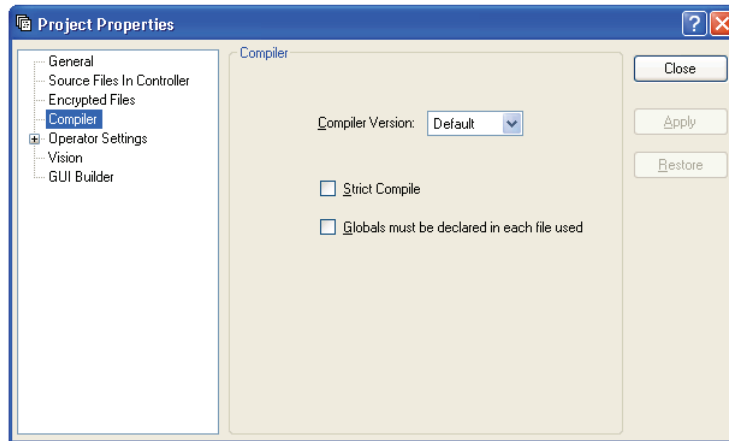 Project Properties
General
Source Files In Controller
Encrypted Files
Compiler
Operator Settings
Vision
GUI Builder
Compiler
Compiler Version: Default
Strict Compile
Globals must be declared in each file used
Close
Apply
Restore